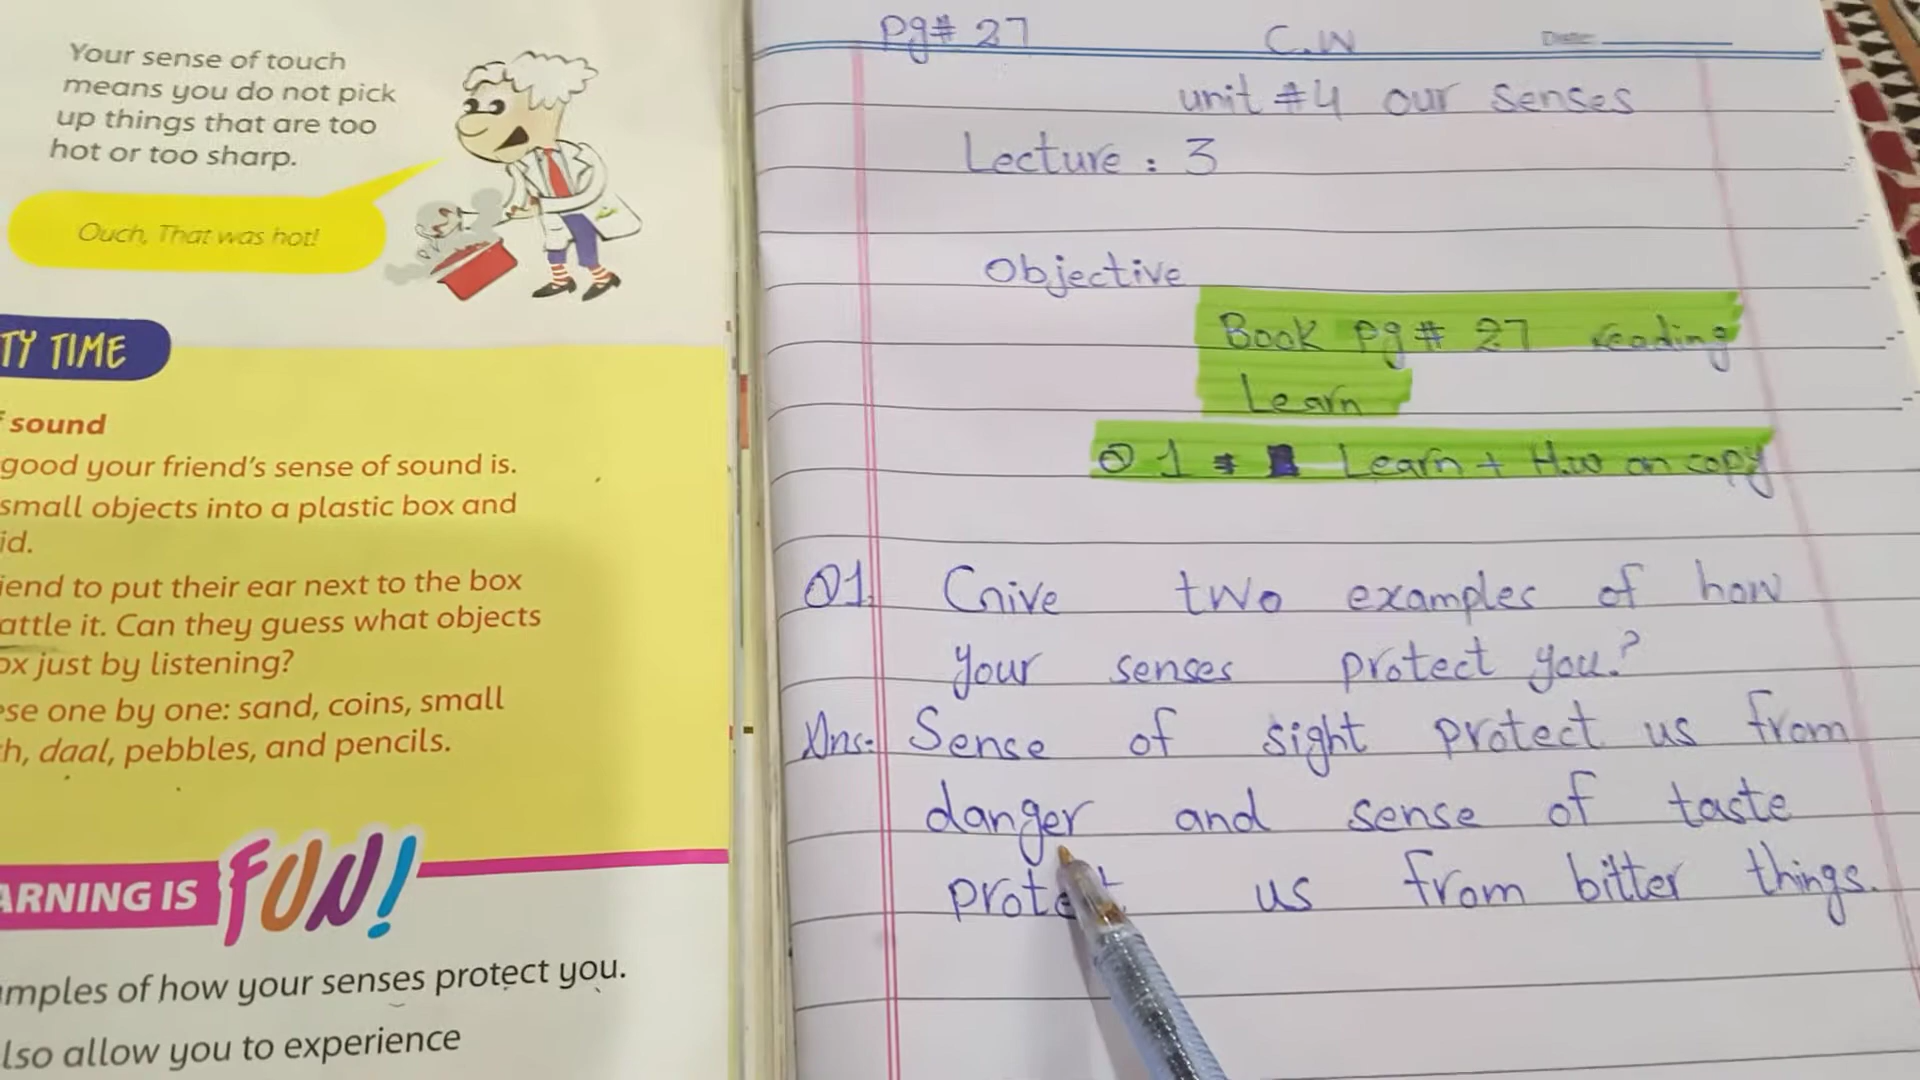 Your sense of touch
means you do not pick
up things that are too
hot or too sharp.
Ouch, That was hot!
TY TIME
sound
good your friend's sense of sound is.
small objects into a plastic box and
id.
iend to put their ear next to the box
attle it. Can they guess what objects
ox just by listening?
ese one by one: sand, coins, small
h, daal, pebbles, and pencils.
ARNING IS FUN!
mples of how your senses protect you.
lso allow you to experience
Pg# 27 C.W Date:
unit #4 our senses
Lecture : 3
Objective
Book Pg# 27 reading
Learn
Q 1 Learn + H.w on copy
Q1. Give two examples of how
your senses protect you?
Ans:- Sense of sight protect us from
danger and sense of taste
protect us from bitter things.